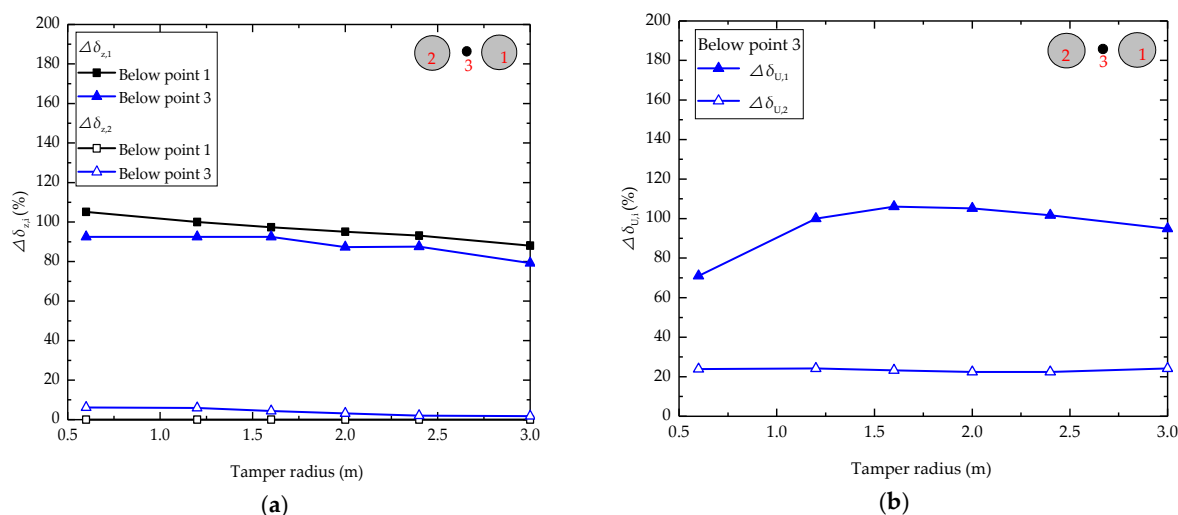 200
180
160
140
120
100
80
60
40
20
0
Δδz,i (%)
Δδz,1
Below point 1
Below point 3
Δδz,2
Below point 1
Below point 3
2 3 1
0.5 1.0 1.5 2.0 2.5 3.0
Tamper radius (m)
(a)
200
180
160
140
120
100
80
60
40
20
0
ΔδU,i (%)
Below point 3
ΔδU,1
ΔδU,2
2 3 1
0.5 1.0 1.5 2.0 2.5 3.0
Tamper radius (m)
(b)